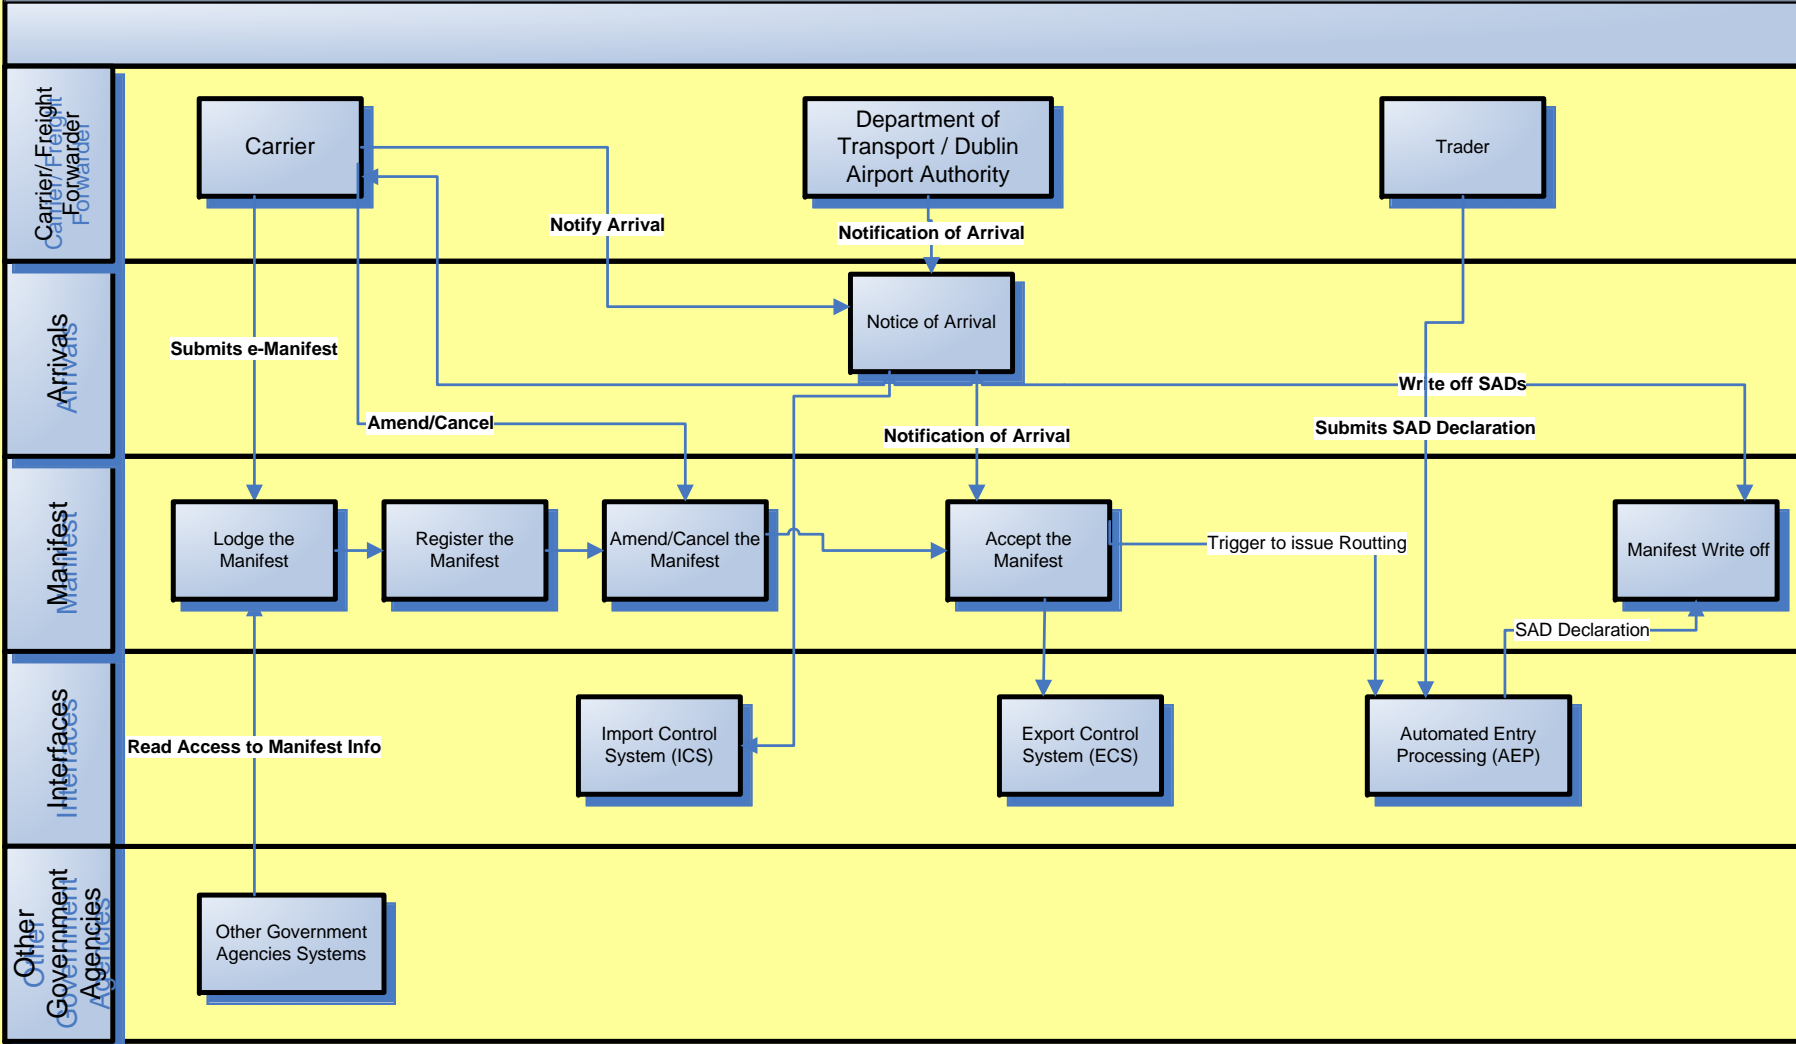 Carrier/ Freight
Forwarder
Carrier
Department of
Transport / Dublin
Airport Authority
Trader
Notify Arrival
Notification of Arrival
Arrivals
Notice of Arrival
Submits e-Manifest
Write off SADs
Amend/Cancel
Notification of Arrival
Submits SAD Declaration
Manifest
Lodge the
Manifest
Register the
Manifest
Amend/Cancel the
Manifest
Accept the
Manifest
Trigger to issue Routting
Manifest Write off
SAD Declaration
Interfaces
Read Access to Manifest Info
Import Control
System (ICS)
Export Control
System (ECS)
Automated Entry
Processing (AEP)
Other
Government
Agencies
Other Government
Agencies Systems